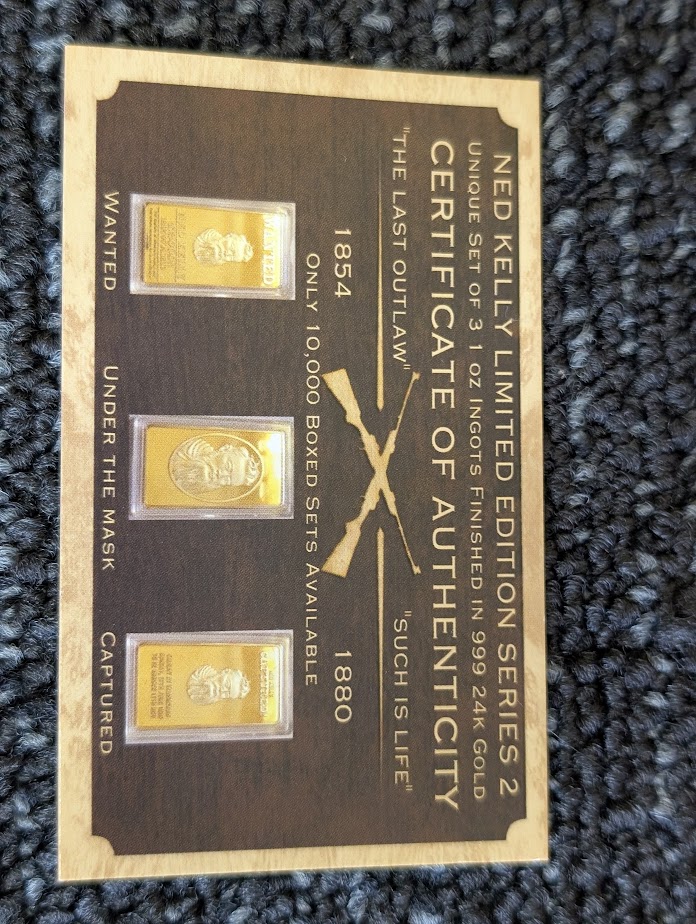 NED KELLY LIMITED EDITION SERIES 2
UNIQUE SET OF 3 1 OZ INGOTS FINISHED IN 999 24K GOLD
CERTIFICATE OF AUTHENTICITY
"THE LAST OUTLAW"
"SUCH IS LIFE"
1854
1880
ONLY 10,000 BOXED SETS AVAILABLE
WANTED
WANTED
UNDER THE MASK
CAPTURED